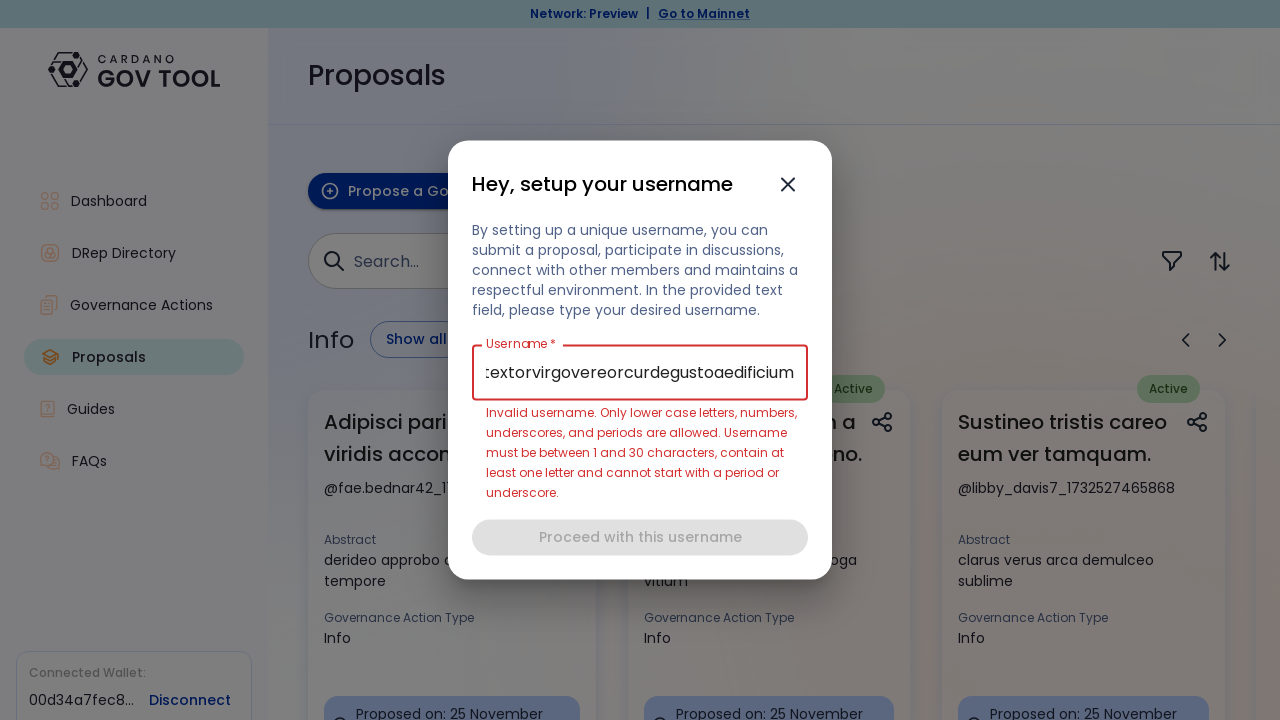 Network: Preview | Go to Mainnet
CARDANO
GOV TOOL
Proposals
Dashboard
DRep Directory
Governance Actions
Proposals
Guides
FAQs
Connected Wallet:
00d34a7fec8... Disconnect
Propose a Go
Search...
Info
Show all
Hey, setup your username
By setting up a unique username, you can
submit a proposal, participate in discussions,
connect with other members and maintains a
respectful environment. In the provided text
field, please type your desired username.
Username *
textorvirgovereorcurdegustoaedificium
Invalid username. Only lower case letters, numbers,
underscores, and periods are allowed. Username
must be between 1 and 30 characters, contain at
least one letter and cannot start with a period or
underscore.
Proceed with this username
Adipisci pari
viridis accon
@fae.bednar42_1
Abstract
derideo approbo
tempore
Governance Action Type
Info
Proposed on: 25 November
Active
a
no.
oga
vitium
Governance Action Type
Info
Proposed on: 25 November
Active
Sustineo tristis careo
eum ver tamquam.
@libby_davis7_1732527465868
Abstract
clarus verus arca demulceo
sublime
Governance Action Type
Info
Proposed on: 25 November